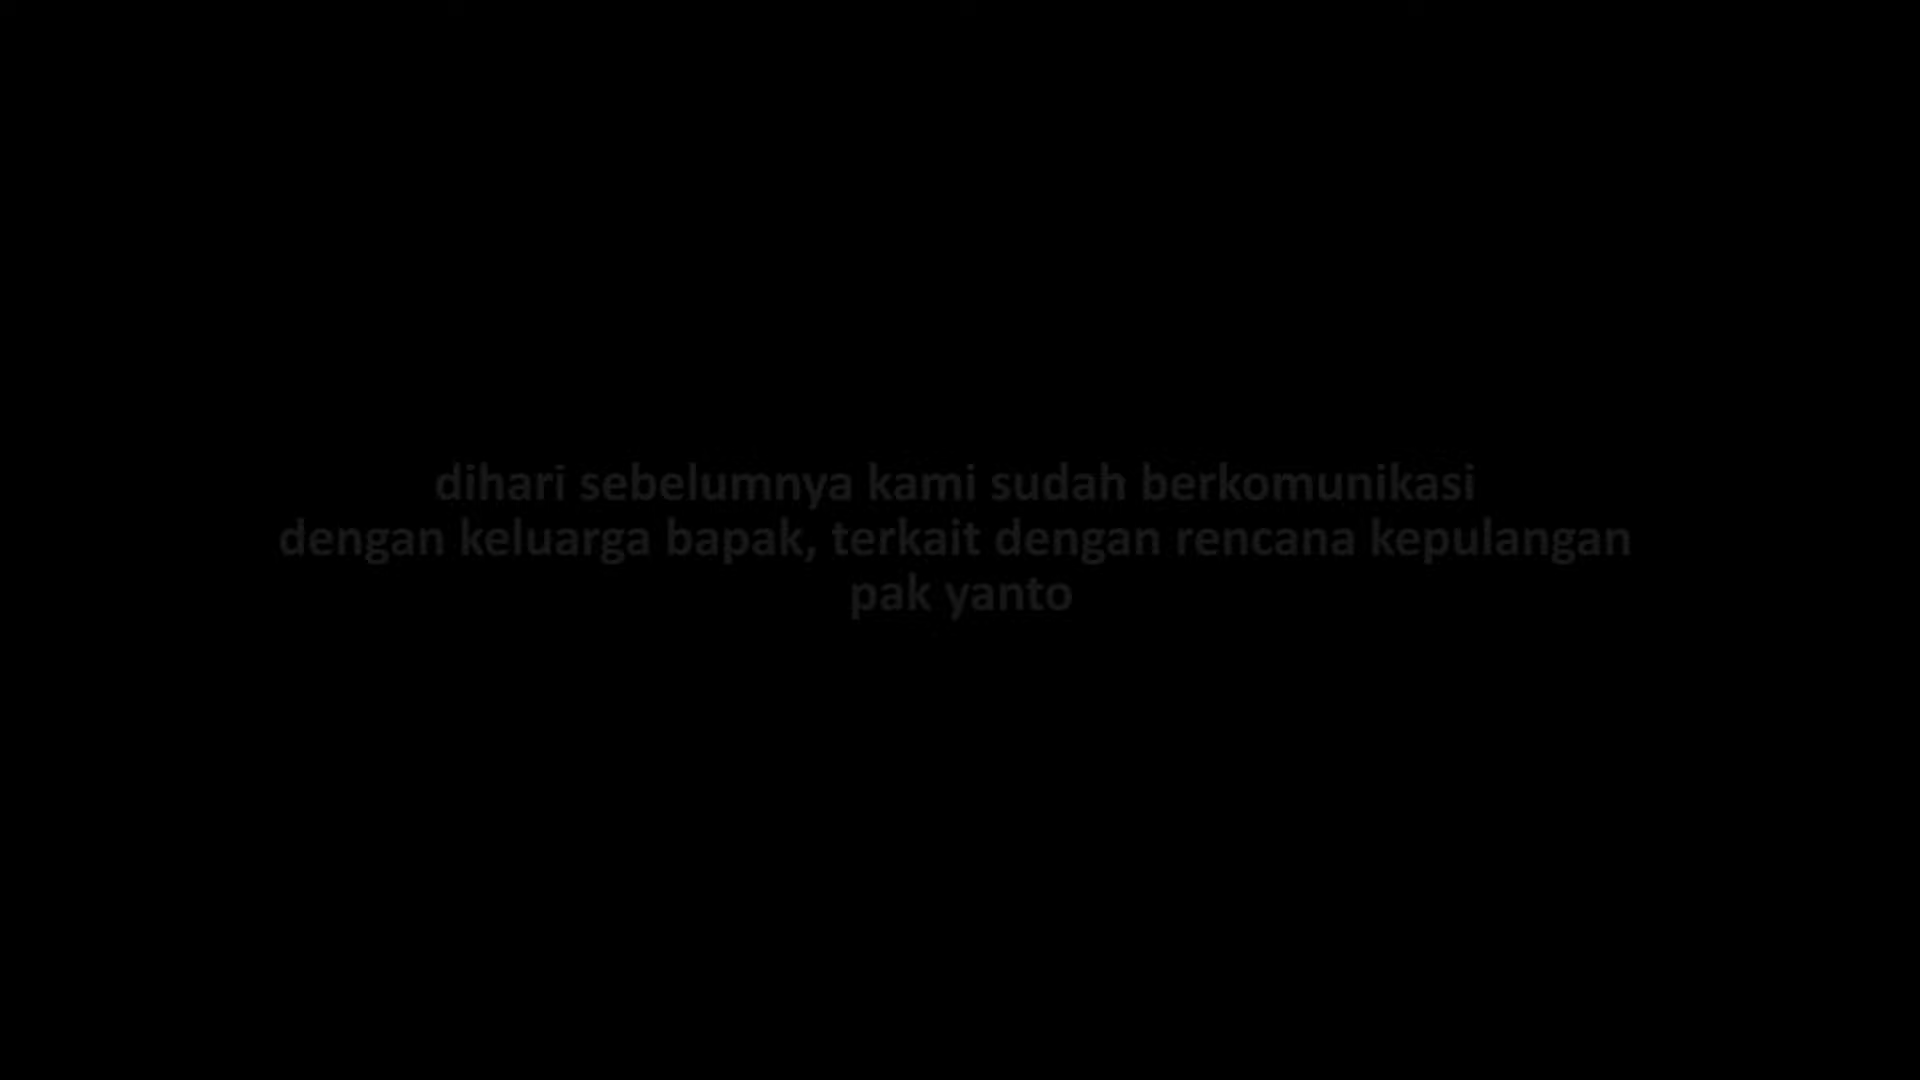 dihari sebelumnya kami sudah berkomunikasi
dengan keluarga bapak, terkait dengan rencana kepulangan
pak yanto